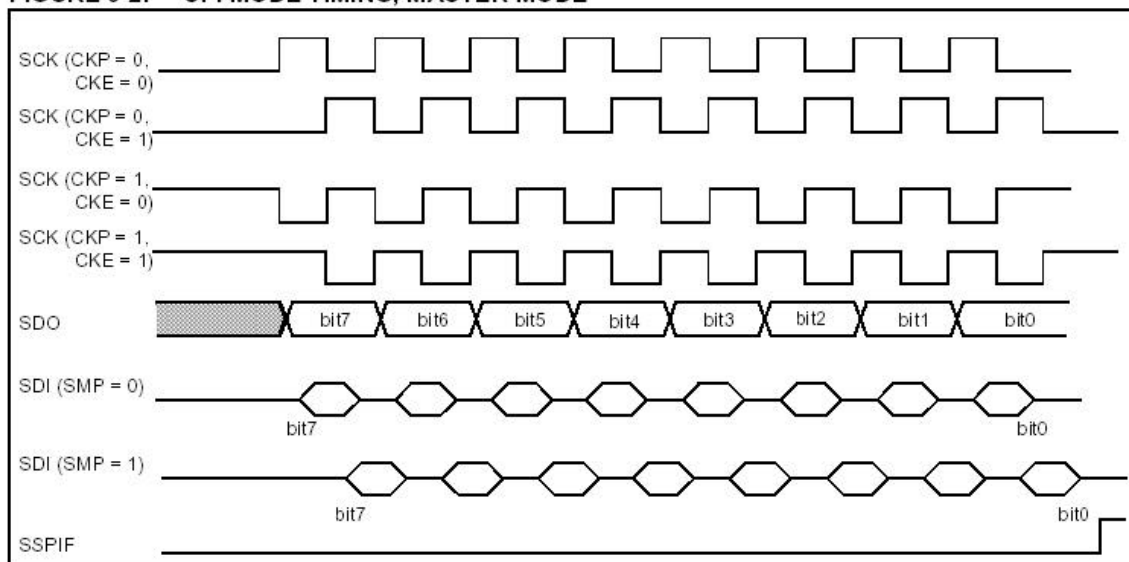 SCK (CKP = 0,
CKE = 0)
SCK (CKP = 0,
CKE = 1)
SCK (CKP = 1,
CKE = 0)
SCK (CKP = 1,
CKE = 1)
SDO
bit7 bit6 bit5 bit4 bit3 bit2 bit1 bit0
SDI (SMP = 0)
bit7 bit0
SDI (SMP = 1)
bit7 bit0
SSPIF